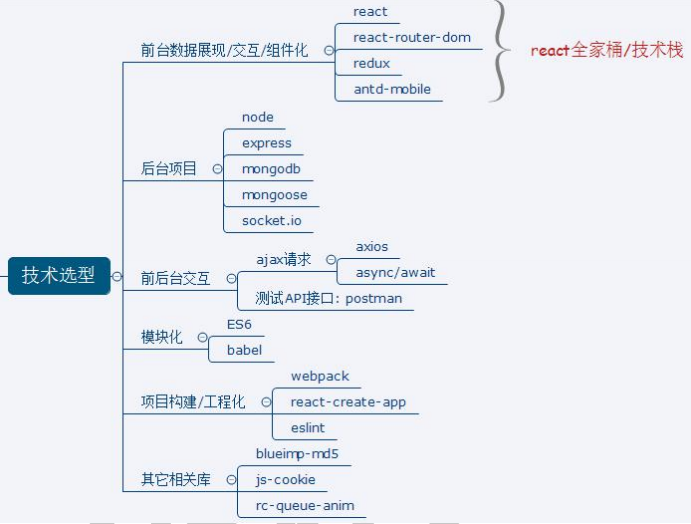 react
react-router-dom
前台数据展现/交互/组件化
redux
antd-mobile
react全家桶/技术栈
node
express
后台项目
mongodb
mongoose
socket.io
技术选型
前后台交互
ajax请求
axios
async/await
测试API接口: postman
模块化
ES6
babel
项目构建/工程化
webpack
react-create-app
eslint
其它相关库
blueimp-md5
js-cookie
rc-queue-anim